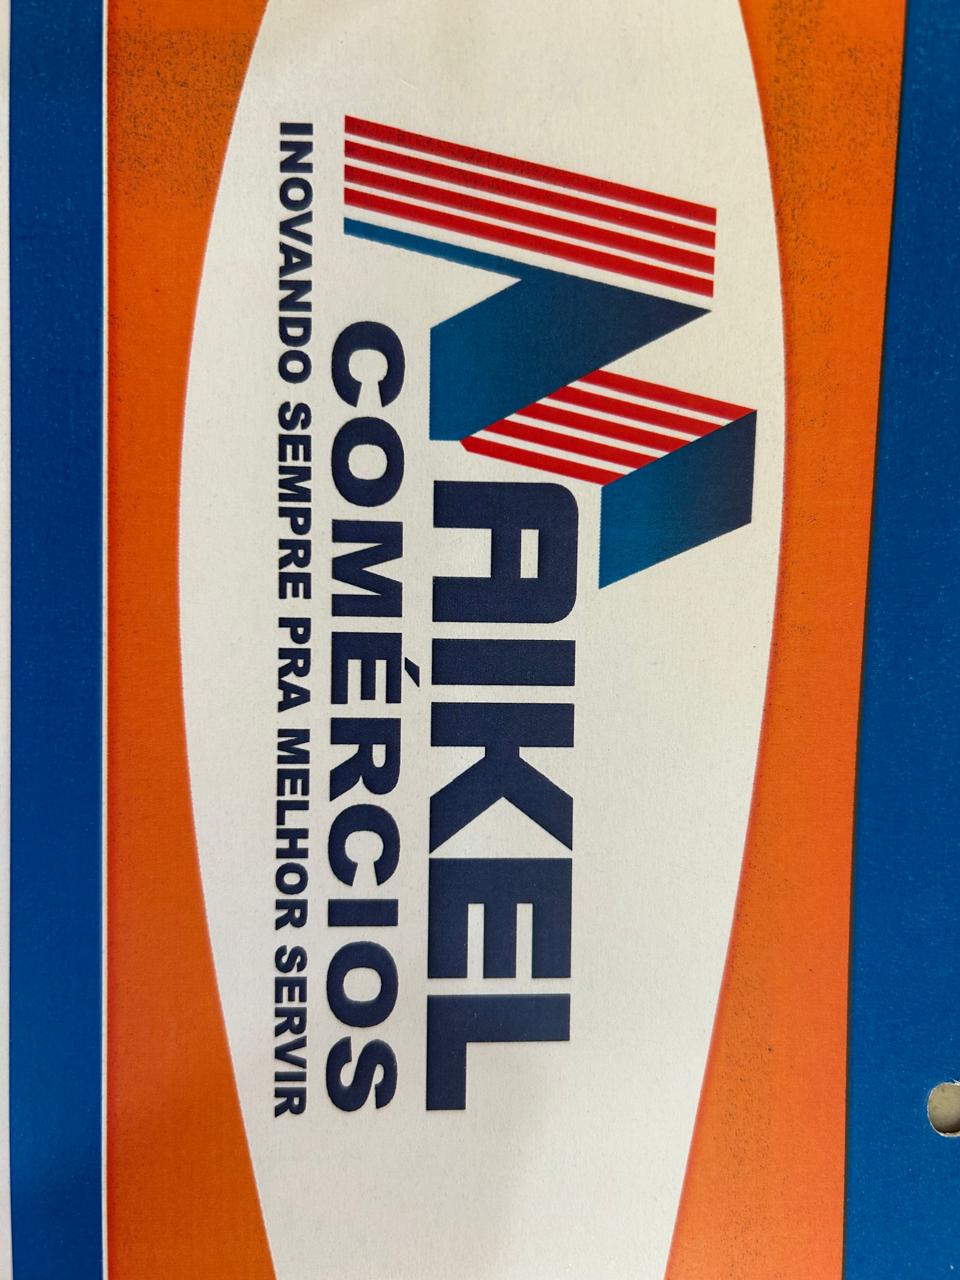 MAIKEL
COMÉRCIOS
INOVANDO SEMPRE PRA MELHOR SERVIR